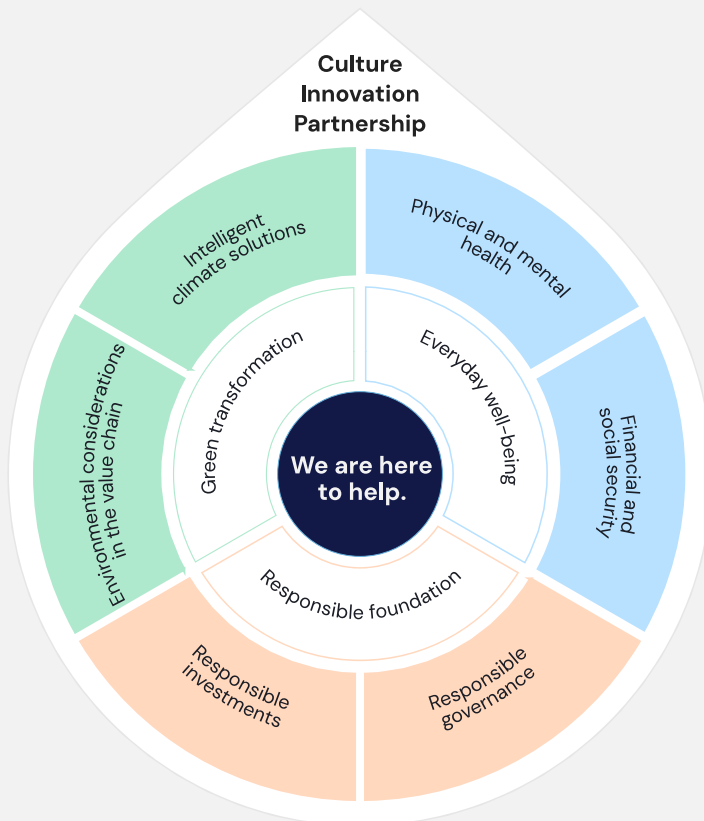 Culture
Innovation
Partnership
Intelligent
climate solutions
Physical and mental
health
Green transformation
Everyday well-being
Environmental considerations
in the value chain
Financial and
social security
We are here
to help.
Responsible foundation
Responsible
investments
Responsible
governance